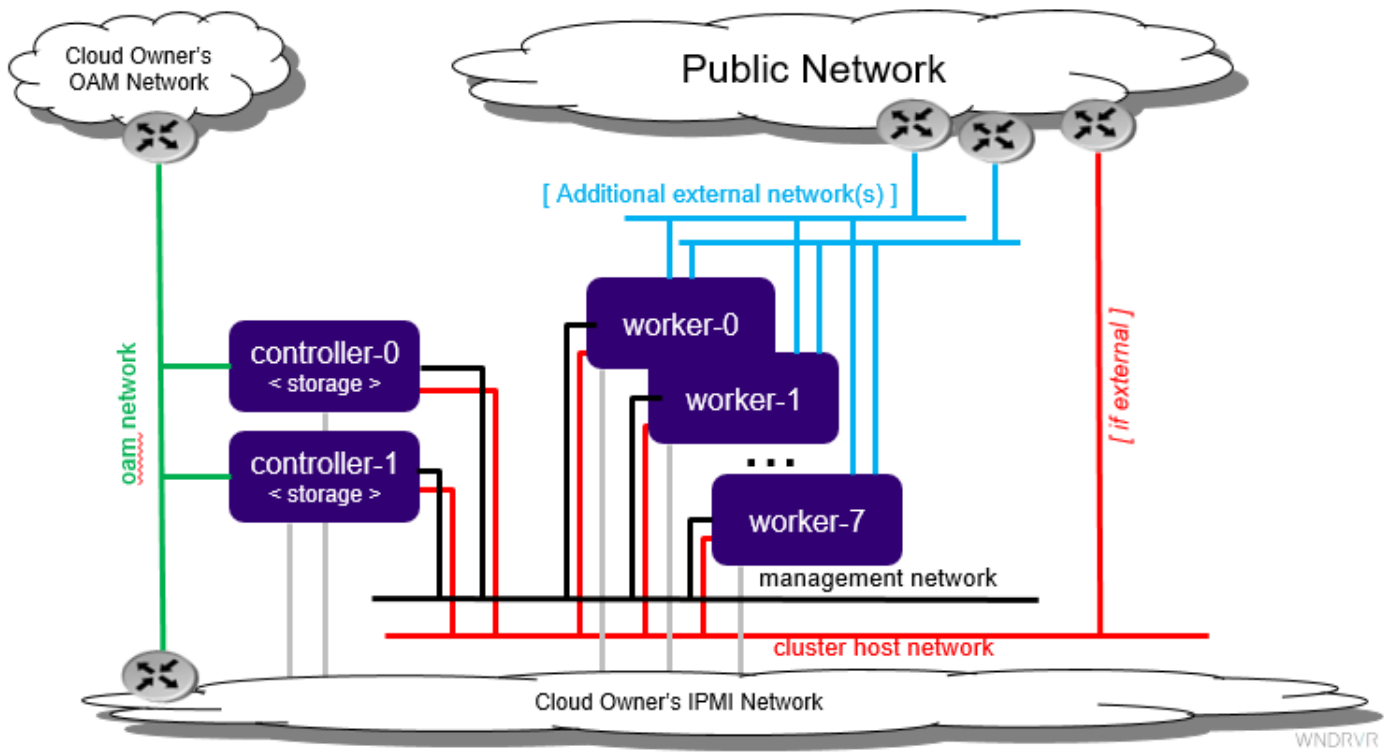 Cloud Owner's
OAM Network
Public Network
[ Additional external network(s) ]
worker-0
controller-0
< storage >
worker-1
oam network
[ if external ]
controller-1
< storage >
...
worker-7
management network
cluster host network
Cloud Owner's IPMI Network
WNDRVR